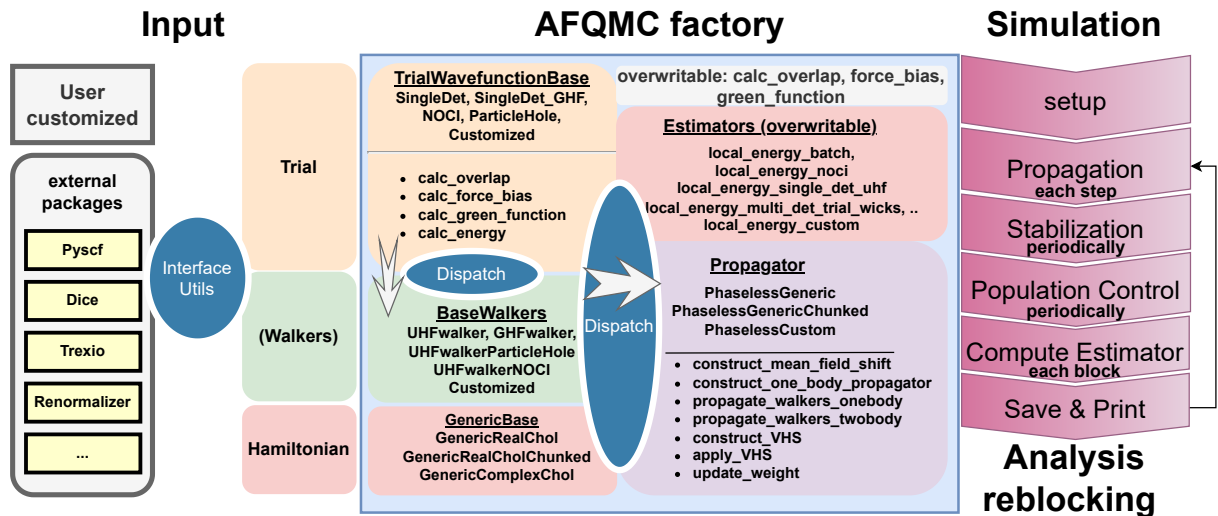 Input
AFQMC factory
Simulation
User
customized
external
packages
Pyscf
Dice
Trexio
Renormalizer
...
Interface
Utils
Trial
(Walkers)
Hamiltonian
TrialWavefunctionBase
SingleDet, SingleDet_GHF,
NOCI, ParticleHole,
Customized
• calc_overlap
• calc_force_bias
• calc_green_function
• calc_energy
Dispatch
BaseWalkers
UHFwalker, GHFwalker,
UHFwalkerParticleHole
UHFwalkerNOCI
Customized
GenericBase
GenericRealChol
GenericRealCholChunked
GenericComplexChol
Dispatch
overwritable: calc_overlap, force_bias,
green_function
Estimators (overwritable)
local_energy_batch,
local_energy_noci
local_energy_single_det_uhf
local_energy_multi_det_trial_wicks, ..
local_energy_custom
Propagator
PhaselessGeneric
PhaselessGenericChunked
PhaselessCustom
• construct_mean_field_shift
• construct_one_body_propagator
• propagate_walkers_onebody
• propagate_walkers_twobody
• construct_VHS
• apply_VHS
• update_weight
setup
Propagation
each step
Stabilization
periodically
Population Control
periodically
Compute Estimator
each block
Save & Print
Analysis
reblocking